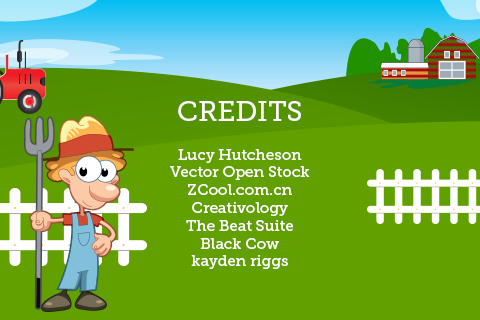 CREDITS
Lucy Hutcheson
Vector Open Stock
ZCool.com.cn
Creativology
The Beat Suite
Black Cow
kayden riggs